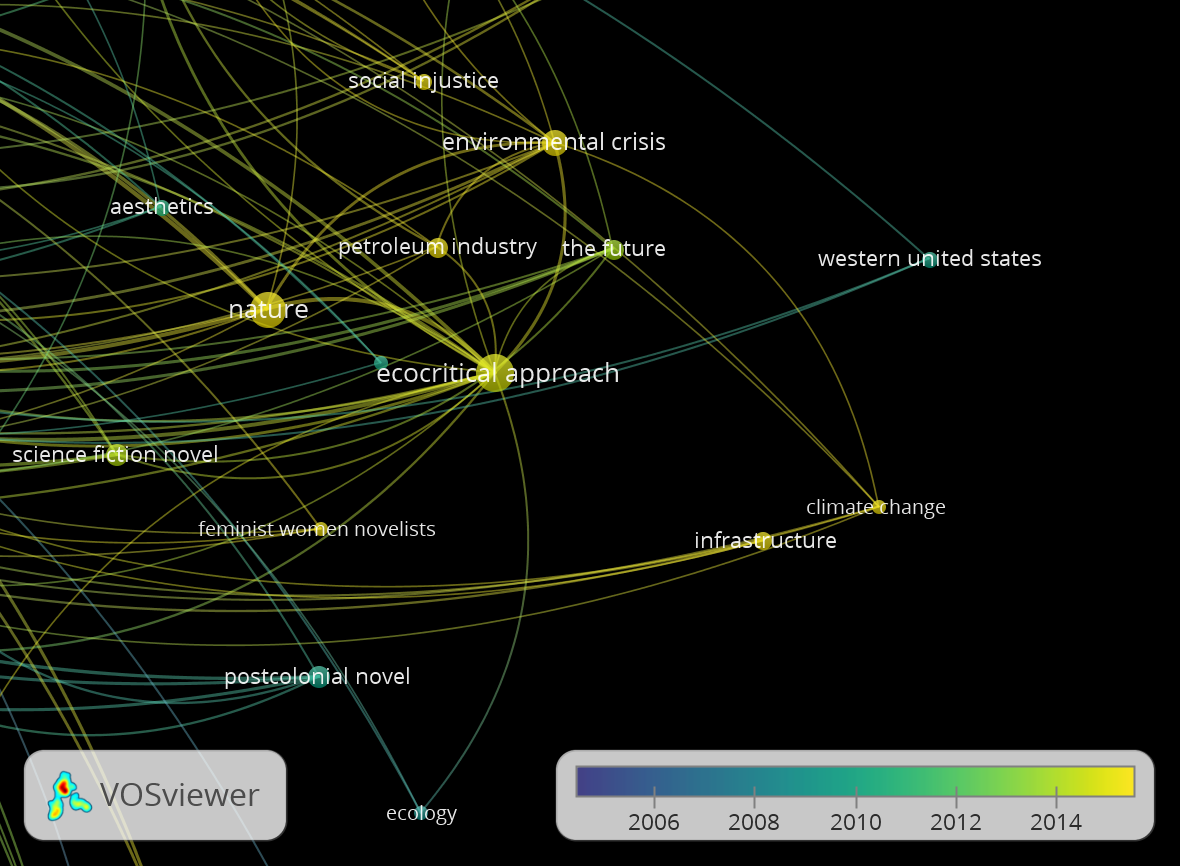 social injustice
environmental crisis
aesthetics
petroleum industry
the future
western united states
nature
ecocritical approach
science fiction novel
climate change
feminist women novelists
infrastructure
postcolonial novel
ecology
VOSviewer
2006 2008 2010 2012 2014